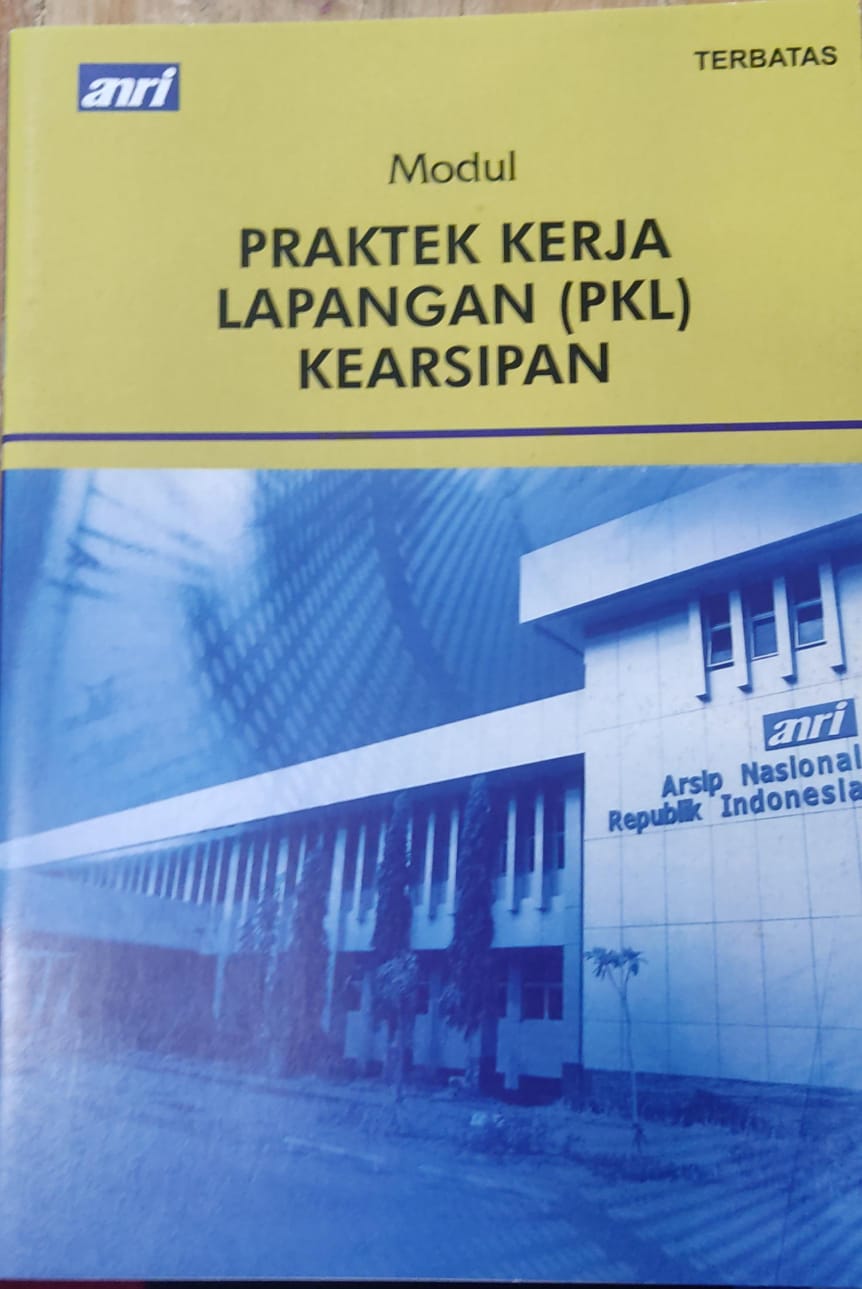 anri
TERBATAS
Modul
PRAKTEK KERJA
LAPANGAN (PKL)
KEARSIPAN
anri
Arsip Nasional
Republik Indonesia